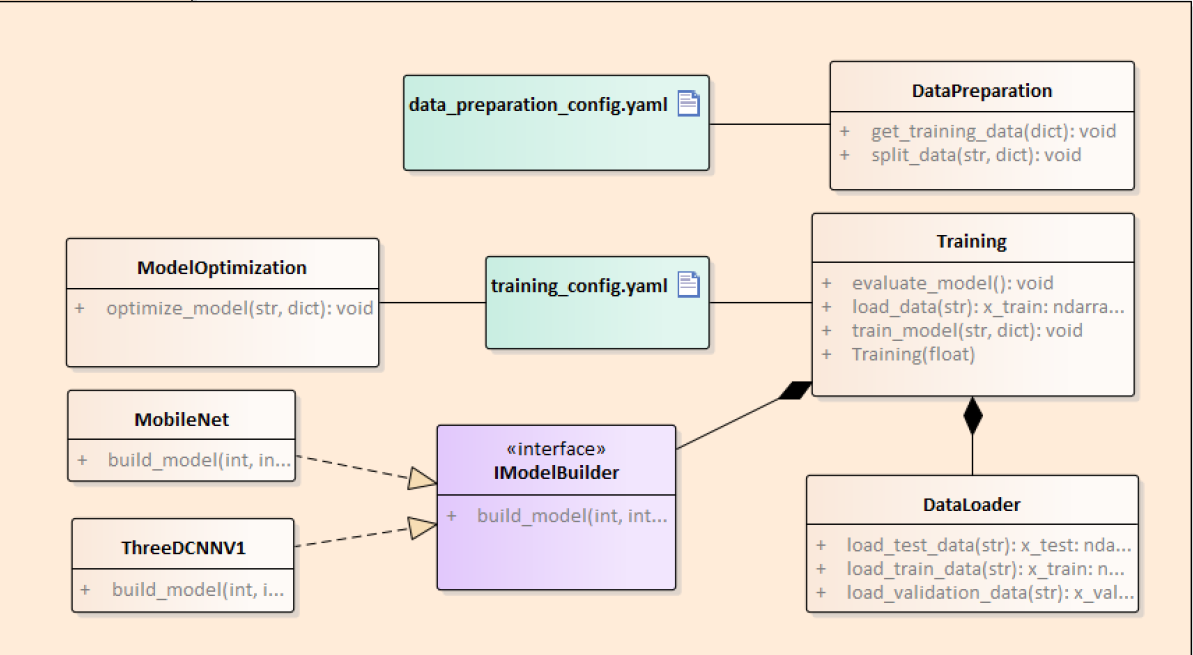 data_preparation_config.yaml
DataPreparation
+ get_training_data(dict): void
+ split_data(str, dict): void
ModelOptimization
+ optimize_model(str, dict): void
training_config.yaml
Training
+ evaluate_model(): void
+ load_data(str): x_train: ndarra...
+ train_model(str, dict): void
+ Training(float)
MobileNet
+ build_model(int, in...
«interface»
IModelBuilder
+ build_model(int, int...
ThreeDCNNV1
+ build_model(int, i...
DataLoader
+ load_test_data(str): x_test: nda...
+ load_train_data(str): x_train: n...
+ load_validation_data(str): x_val...